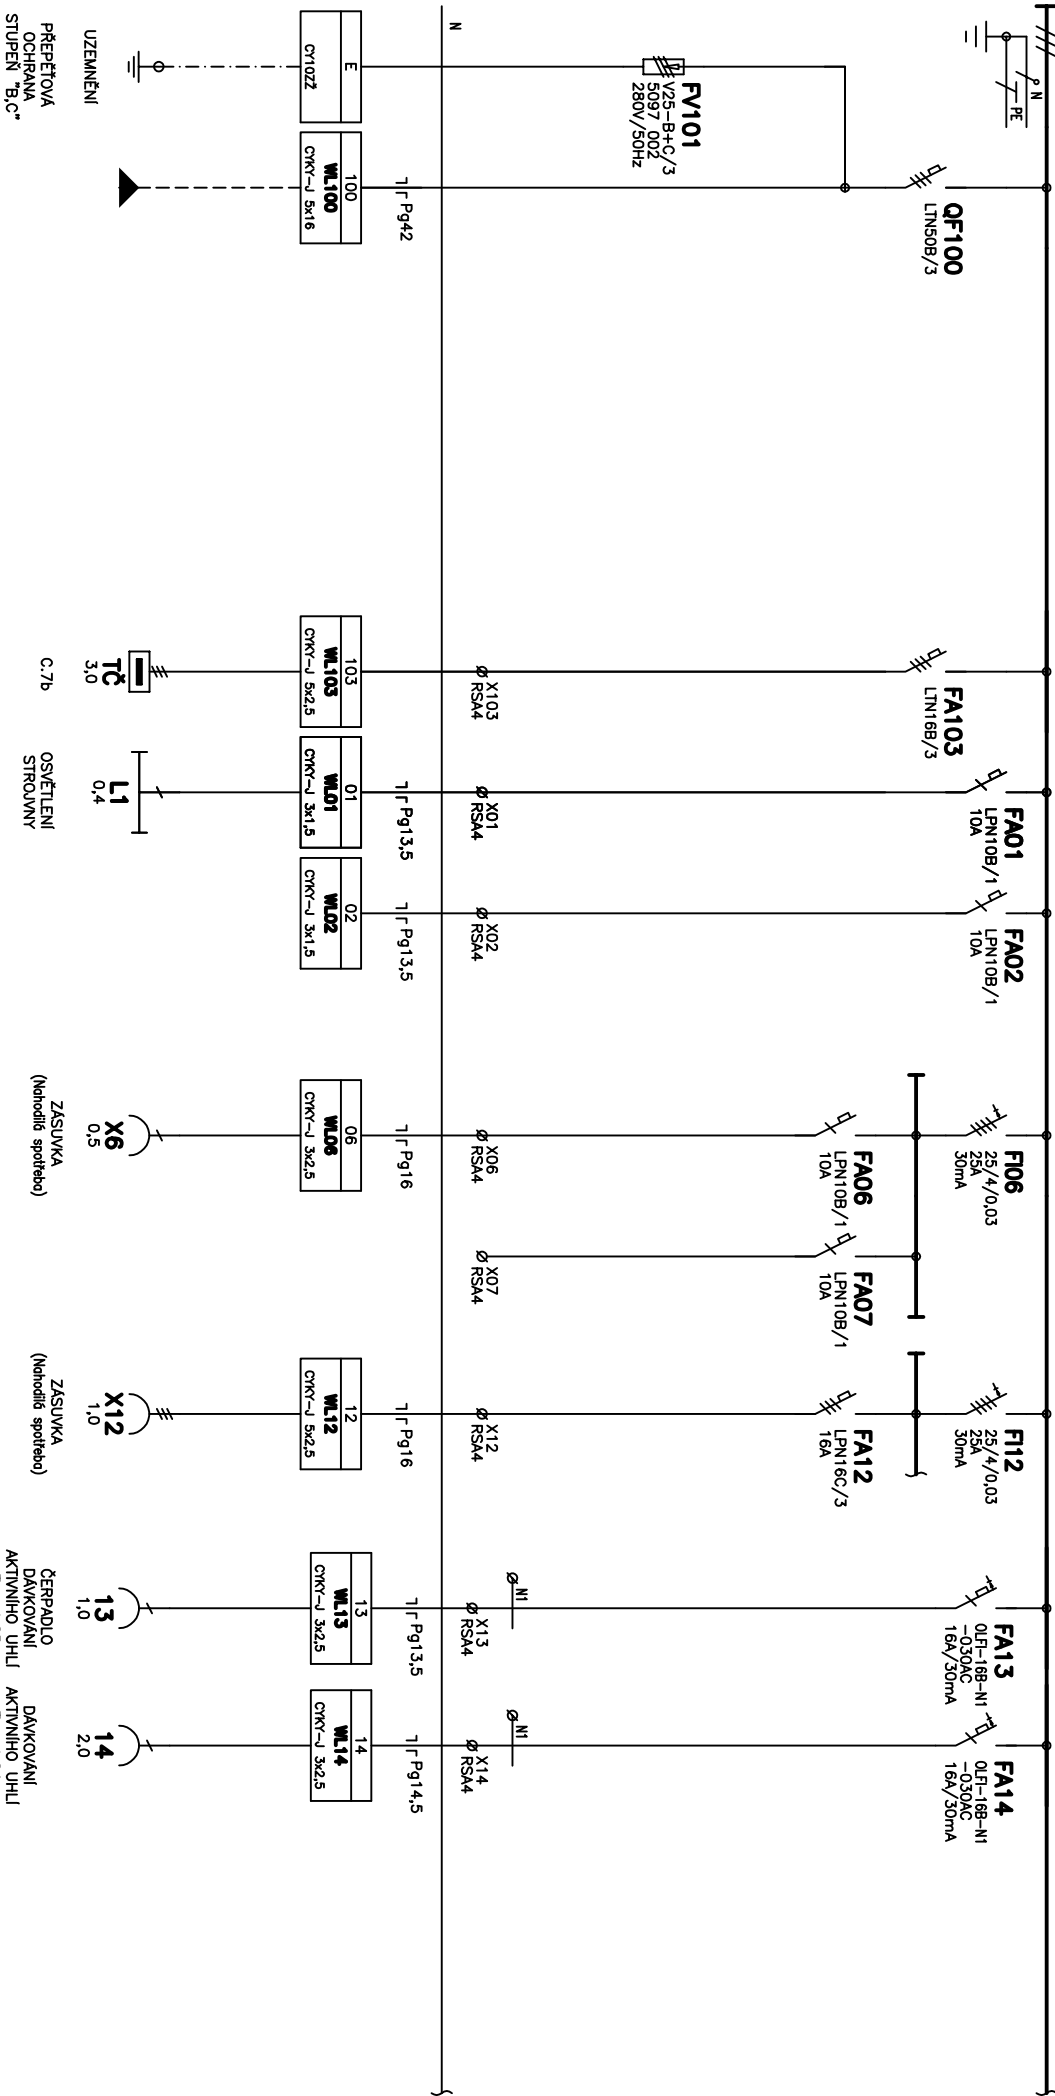 N
PE
QF100
LTN50B/3
FV101
V25-B+C/3
5097 002
280V/50Hz
FA103
LTN16B/3
FA01
LPN10B/1
10A
FA02
LPN10B/1
10A
FI06
25/4/0,03
25A
30mA
FA06
LPN10B/1
10A
FA07
LPN10B/1
10A
FI12
25/4/0,03
25A
30mA
FA12
LPN16C/3
16A
FA13
OLFI-16B-N1
-030AC
16A/30mA
FA14
OLFI-16B-N1
-030AC
16A/30mA
N1
N1
X103
RSA4
X01
RSA4
X02
RSA4
X06
RSA4
X07
RSA4
X12
RSA4
X13
RSA4
X14
RSA4
N
Pg42
Pg13,5
Pg13,5
Pg16
Pg16
Pg13,5
Pg14,5
E
CY10ZŽ
100
WL100
CYKY-J 5x16
103
WL103
CYKY-J 5x2,5
01
WL01
CYKY-J 3x1,5
02
WL02
CYKY-J 3x1,5
06
WL06
CYKY-J 3x2,5
12
WL12
CYKY-J 5x2,5
13
WL13
CYKY-J 3x2,5
14
WL14
CYKY-J 3x2,5
UZEMNĚNÍ
PŘEPĚŤOVÁ
OCHRANA
STUPEŇ "B,C"
TČ
3,0
C.7b
L1
0,4
OSVĚTLENÍ
STROJVNY
X6
0,5
ZÁSUVKA
(Nahodilá spotřeba)
X12
1,0
ZÁSUVKA
(Nahodilá spotřeba)
13
1,0
ČERPADLO
DÁVKOVÁNÍ
AKTIVNÍHO UHLÍ
14
2,0
DÁVKOVÁNÍ
AKTIVNÍHO UHLÍ